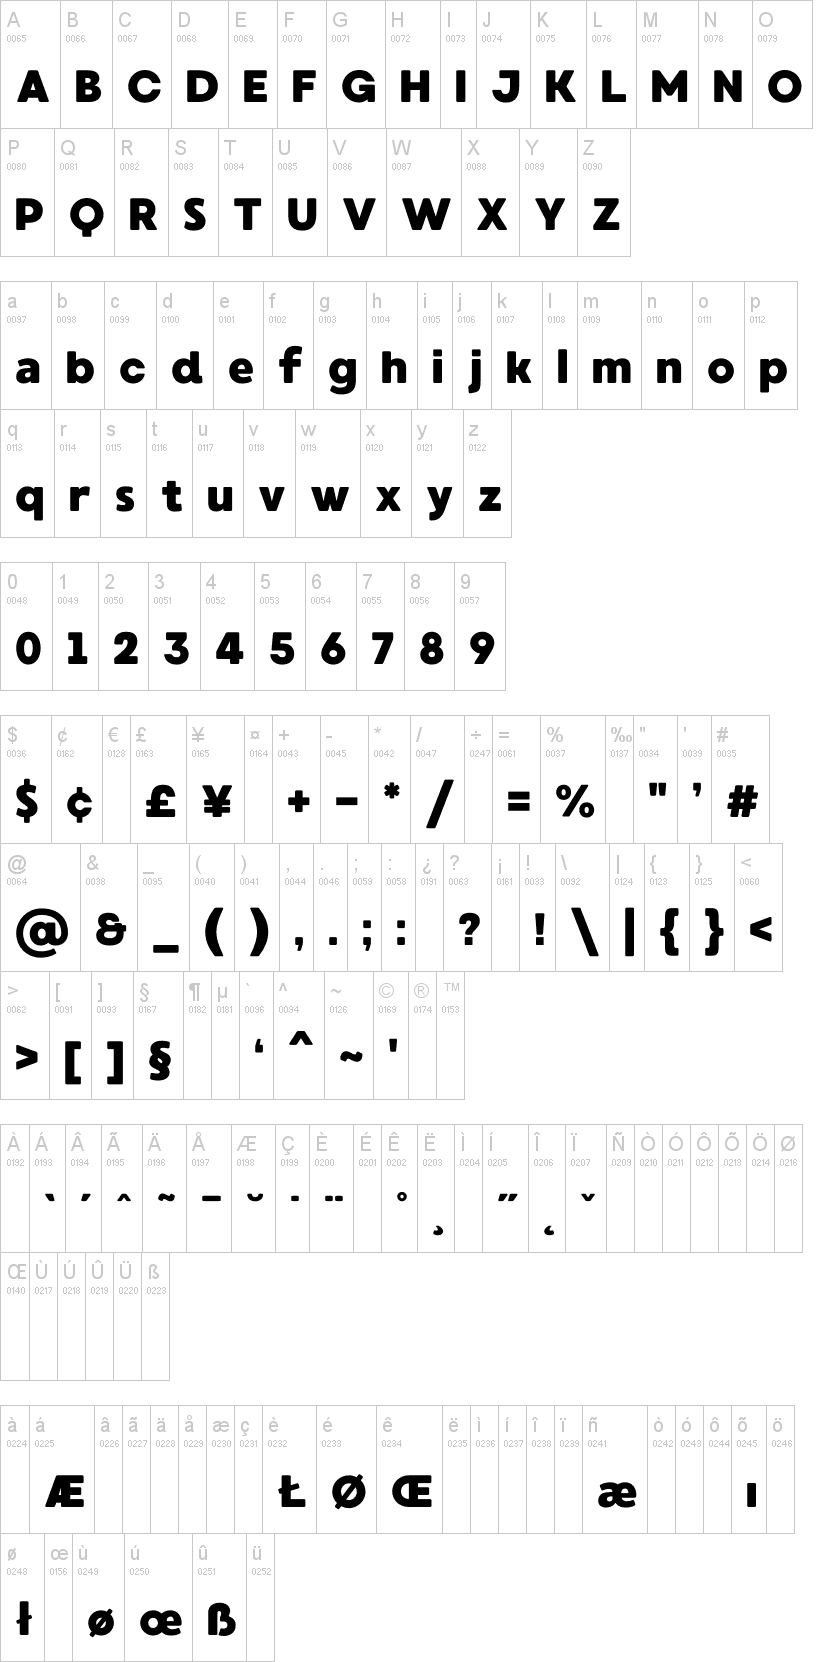 A B C D E F G H I J K L M N O
0065 0066 0067 0068 0069 0070 0071 0072 0073 0074 0075 0076 0077 0078 0079
A B C D E F G H I J K L M N O
P Q R S T U V W X Y Z
0080 0081 0082 0083 0084 0085 0086 0087 0088 0089 0090
P Q R S T U V W X Y Z
a b c d e f g h i j k l m n o p
0097 0098 0099 0100 0101 0102 0103 0104 0105 0106 0107 0108 0109 0110 0111 0112
a b c d e f g h i j k l m n o p
q r s t u v w x y z
0113 0114 0115 0116 0117 0118 0119 0120 0121 0122
q r s t u v w x y z
0 1 2 3 4 5 6 7 8 9
0048 0049 0050 0051 0052 0053 0054 0055 0056 0057
0 1 2 3 4 5 6 7 8 9
$ ¢ € £ ¥ ¤ + - * / ÷ = % ‰ " ' #
0036 0162 0128 0163 0165 0164 0043 0045 0042 0047 0247 0061 0037 0137 0034 0039 0035
$ ¢ £ ¥ + − * / = % " ’ #
@ & _ ( ) , . ; : ¿ ? ¡ ! \ | { } <
0064 0038 0095 0040 0041 0044 0046 0059 0058 0191 0063 0161 0033 0092 0124 0123 0125 0060
@ & _ ( ) , . ; : ? ! \ | { } <
> [ ] § ¶ µ ` ^ ~ © ® ™
0062 0091 0093 0167 0182 0181 0096 0094 0126 0169 0174 0153
> [ ] § ‘ ^ ~ '
À Á Â Ã Ä Å Æ Ç È É Ê Ë Ì Í Î Ï Ñ Ò Ó Ô Õ Ö Ø
0192 0193 0194 0195 0196 0197 0198 0199 0200 0201 0202 0203 0204 0205 0206 0207 0209 0210 0211 0212 0213 0214 0216
` ´ ˆ ˜ ¯ ˘ ˙ ¨ ˚ ¸ ˝ ˛ ˇ
Œ Ù Ú Û Ü ß
0140 0217 0218 0219 0220 0223
à á â ã ä å æ ç è é ê ë ì í î ï ñ ò ó ô õ ö
0224 0225 0226 0227 0228 0229 0230 0231 0232 0233 0234 0235 0236 0237 0238 0239 0241 0242 0243 0244 0245 0246
Æ Ł Ø Œ æ ı
ø œ ù ú û ü
0248 0156 0249 0250 0251 0252
ł ø œ ß